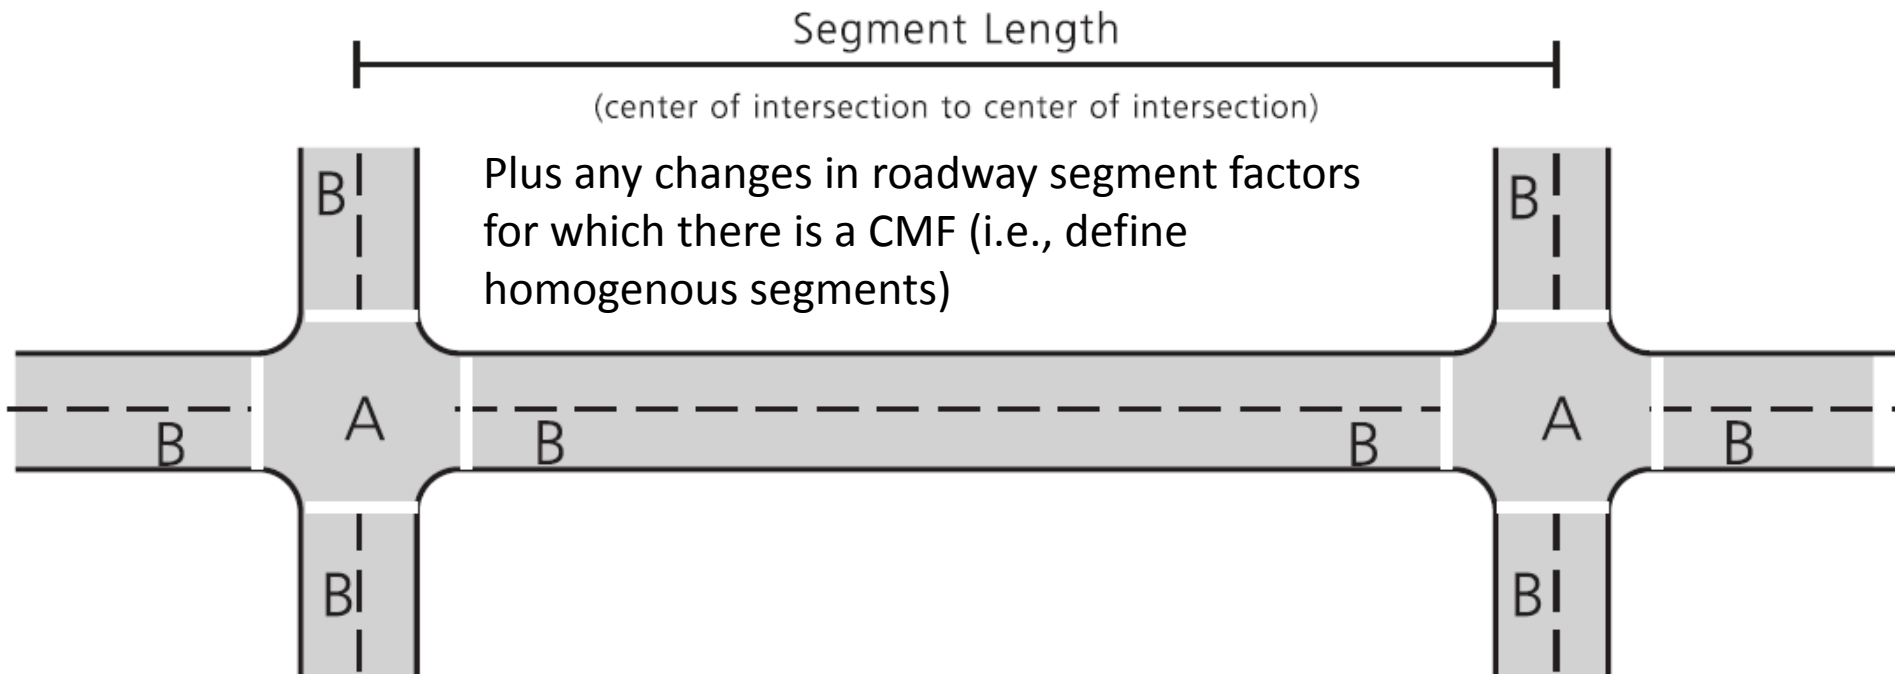 Segment Length
(center of intersection to center of intersection)
Plus any changes in roadway segment factors
for which there is a CMF (i.e., define
homogenous segments)
B
B
A
A
B
B
B
B
B
B